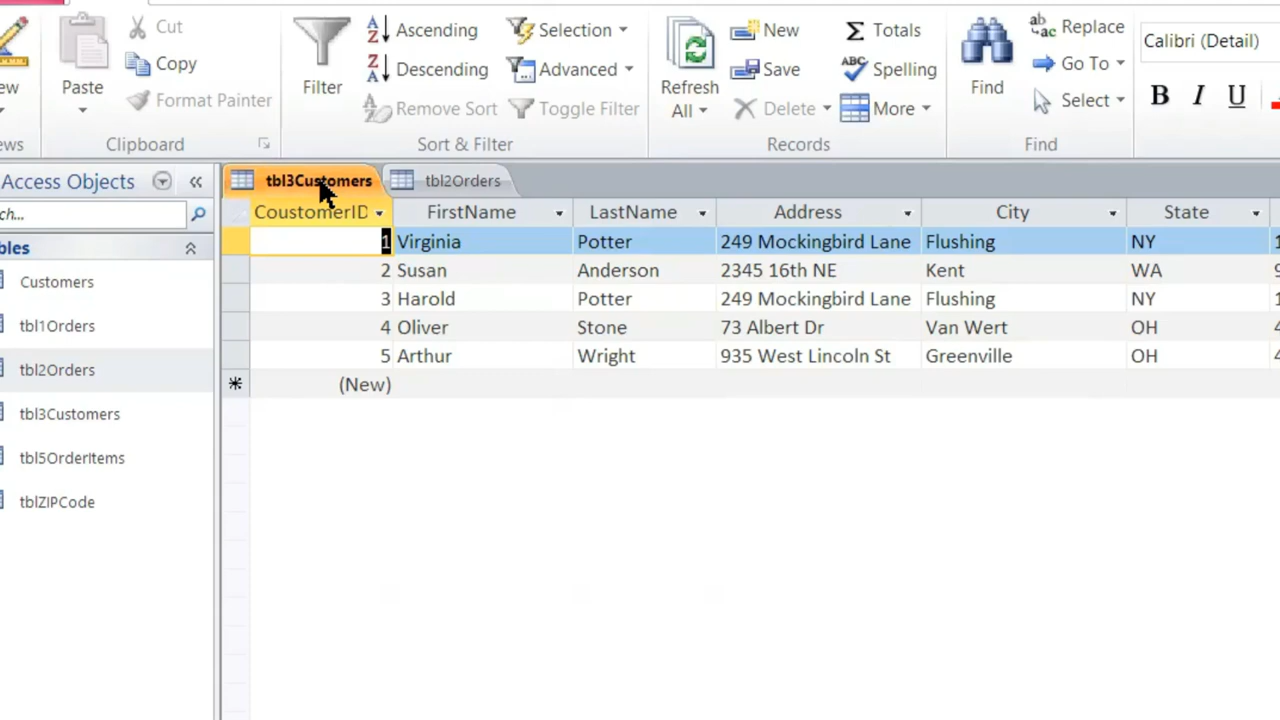 Cut
Copy
Format Painter
Paste
Clipboard
Filter
Ascending
Descending
Remove Sort
Selection
Advanced
Toggle Filter
Sort & Filter
Refresh
All
New
Save
Delete
Totals
Spelling
More
Records
Find
Replace
Go To
Select
Find
Calibri (Detail)
B I U
Access Objects
tbl3Customers tbl2Orders
CoustomerID FirstName LastName Address City State
1 Virginia Potter 249 Mockingbird Lane Flushing NY
2 Susan Anderson 2345 16th NE Kent WA
3 Harold Potter 249 Mockingbird Lane Flushing NY
4 Oliver Stone 73 Albert Dr Van Wert OH
5 Arthur Wright 935 West Lincoln St Greenville OH
(New)
Customers
tbl1Orders
tbl2Orders
tbl3Customers
tbl5OrderItems
tblZIPCode